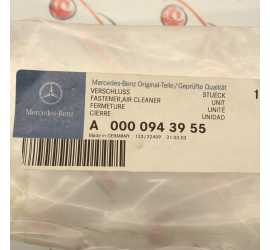 Mercedes-Benz
Mercedes-Benz Original-Teile/Geprüfte Qualität
VERSCHLUSS STUECK 1
FASTENER,AIR CLEANER UNIT
FERMETURE UNITÉ
CIERRE UNIDAD
A 000 094 39 55
Made in GERMANY